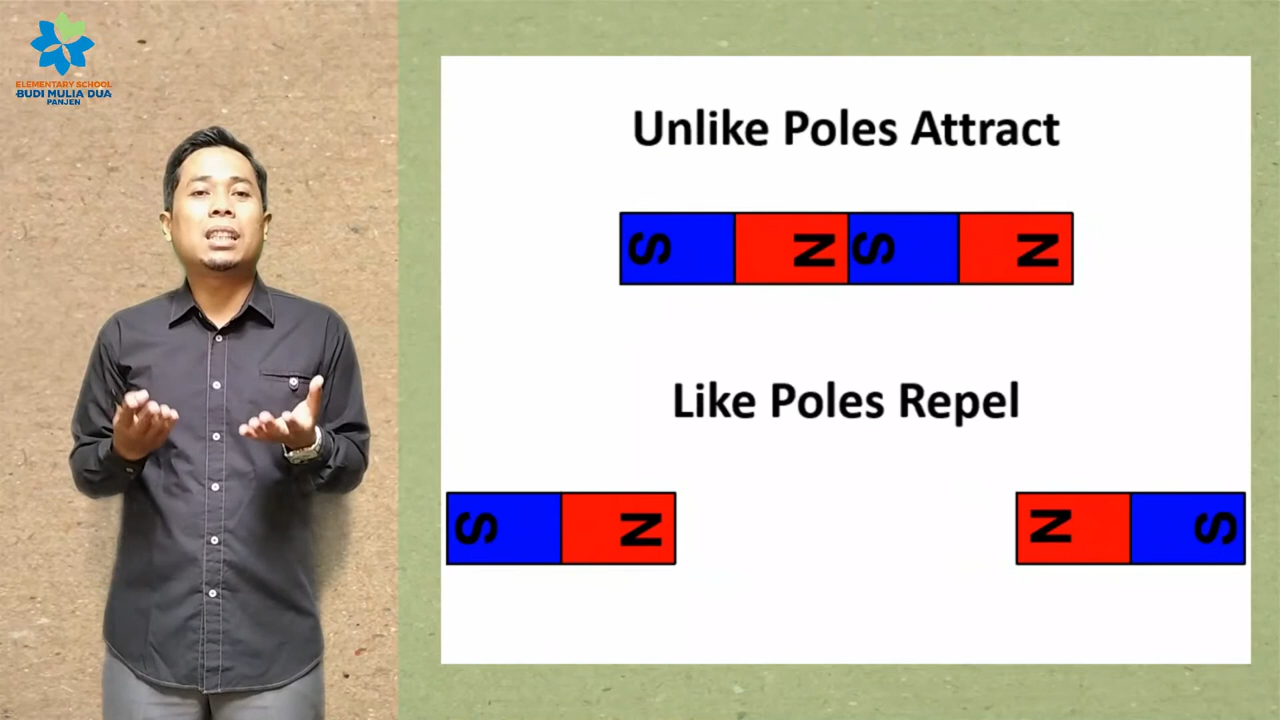 ELEMENTARY SCHOOL
BUDI MULIA DUA
PANJEN
Unlike Poles Attract
S N S N
Like Poles Repel
S N N S